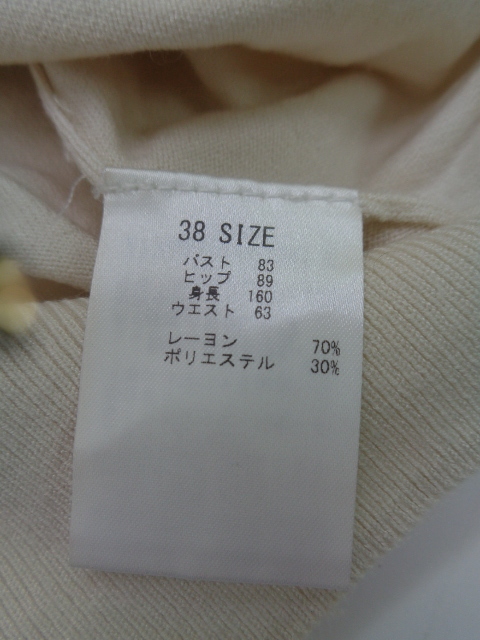 38 SIZE
バスト 83
ヒップ 89
身長 160
ウエスト 63
レーヨン 70%
ポリエステル 30%